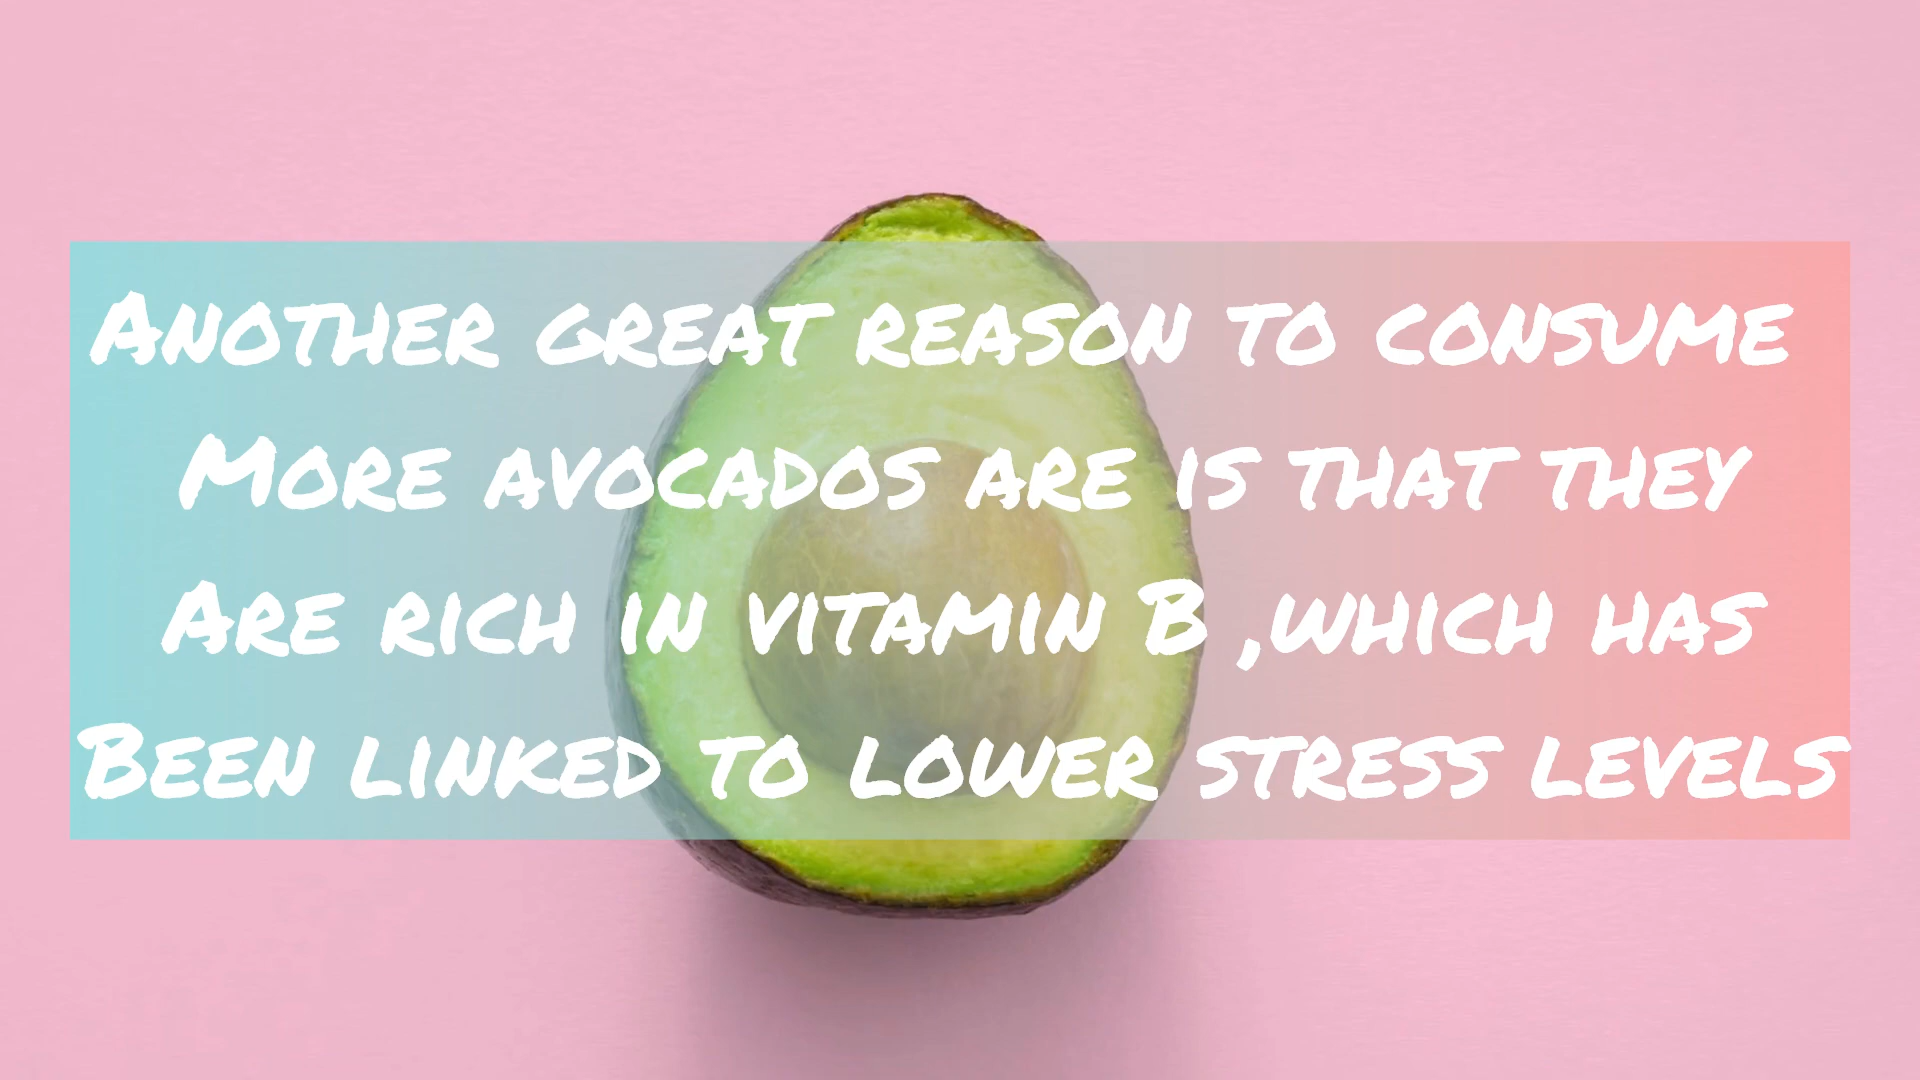 Another great reason to consume
More avocados are is that they
Are rich in vitamin B ,which has
Been linked to lower stress levels